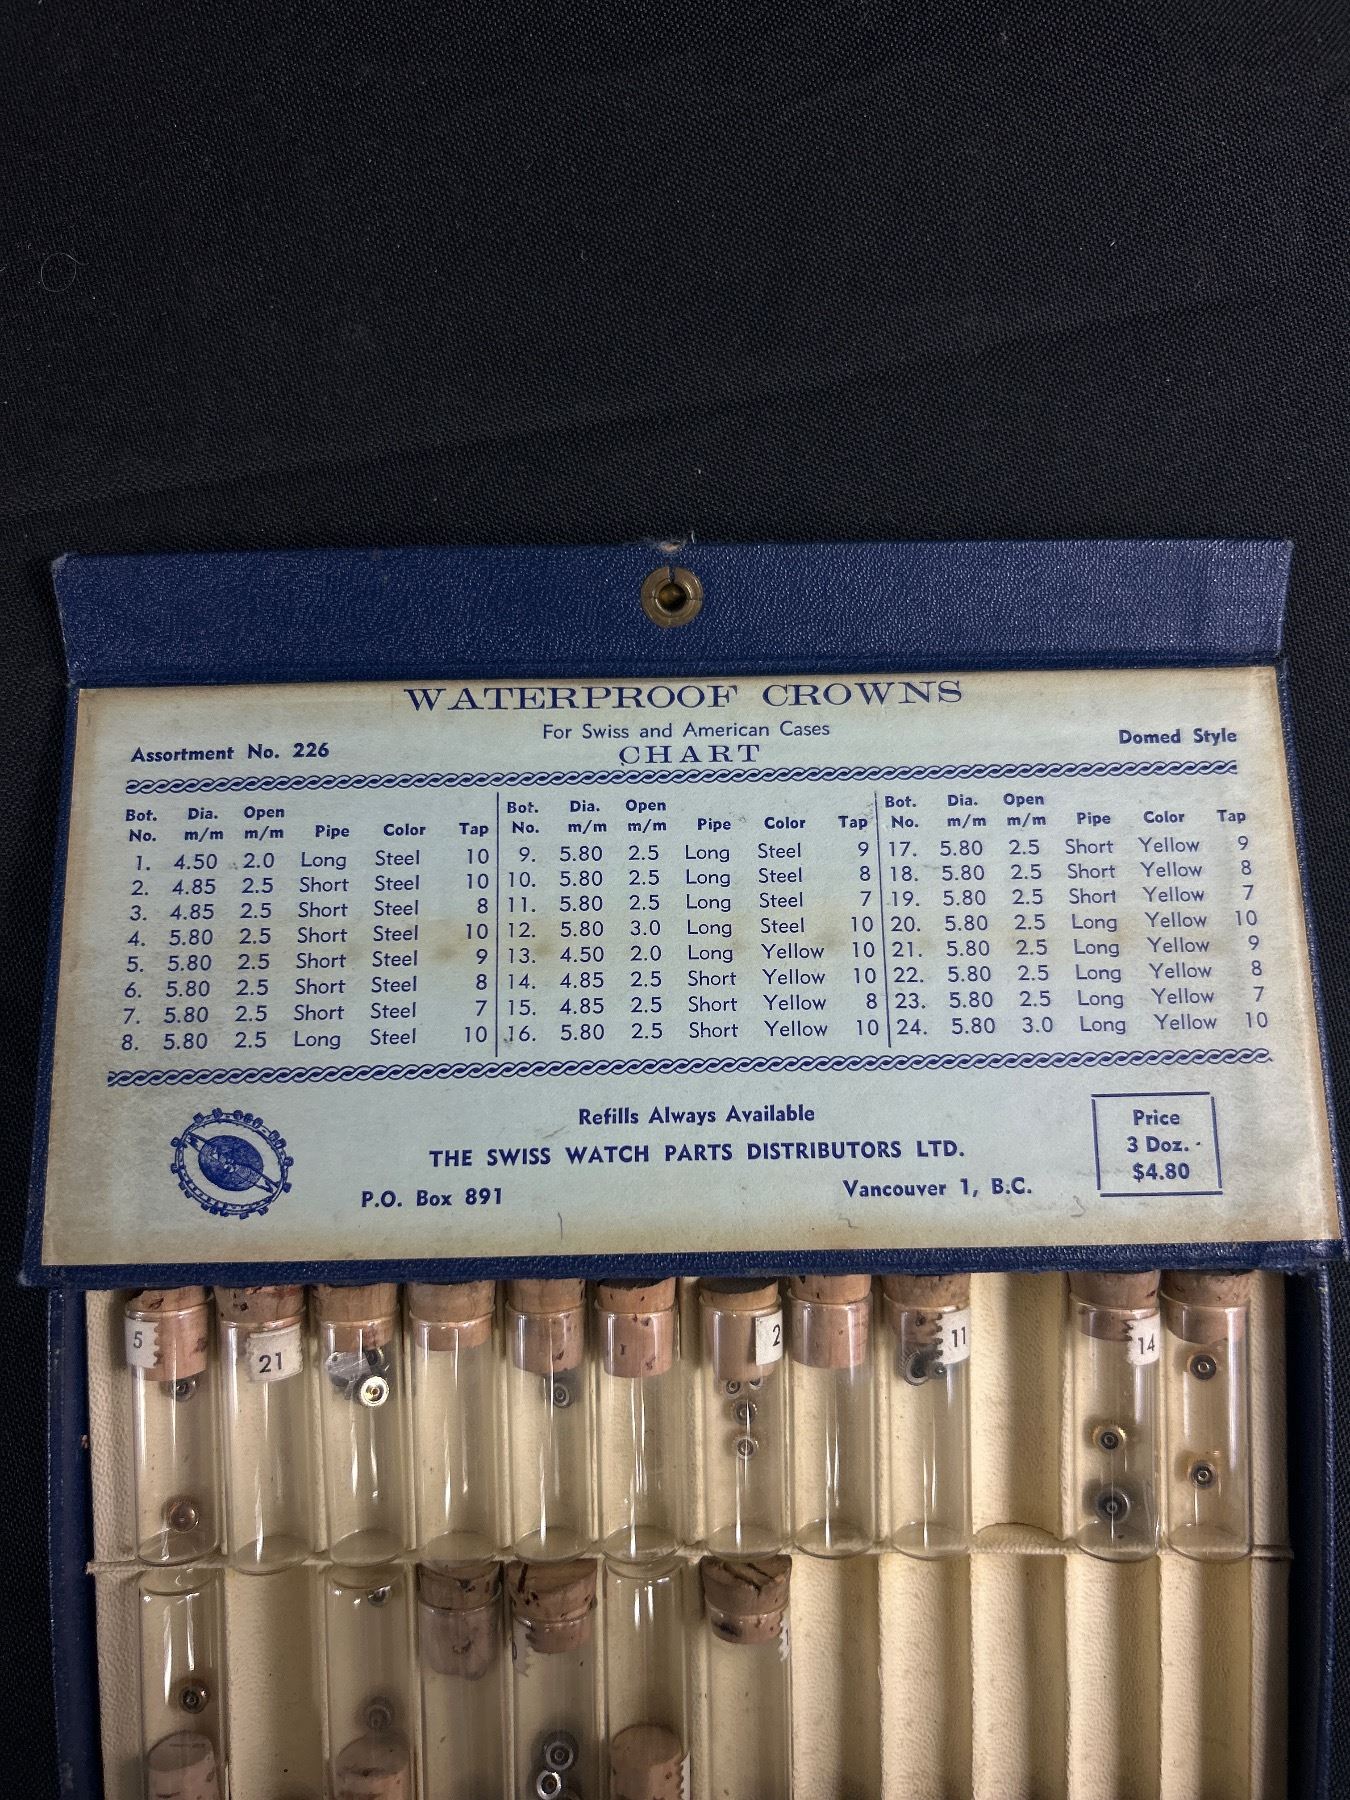 WATERPROOF CROWNS
For Swiss and American Cases
Assortment No. 226
CHART
Domed Style
Bot. No. Dia. m/m Open m/m Pipe Color Tap
1. 4.50 2.0 Long Steel 10
2. 4.85 2.5 Short Steel 10
3. 4.85 2.5 Short Steel 8
4. 5.80 2.5 Short Steel 10
5. 5.80 2.5 Short Steel 9
6. 5.80 2.5 Short Steel 8
7. 5.80 2.5 Short Steel 7
8. 5.80 2.5 Long Steel 10
Bot. No. Dia. m/m Open m/m Pipe Color Tap
9. 5.80 2.5 Long Steel 9
10. 5.80 2.5 Long Steel 8
11. 5.80 2.5 Long Steel 7
12. 5.80 3.0 Long Steel 10
13. 4.50 2.0 Long Yellow 10
14. 4.85 2.5 Short Yellow 10
15. 4.85 2.5 Short Yellow 8
16. 5.80 2.5 Short Yellow 10
Bot. No. Dia. m/m Open m/m Pipe Color Tap
17. 5.80 2.5 Short Yellow 9
18. 5.80 2.5 Short Yellow 8
19. 5.80 2.5 Short Yellow 7
20. 5.80 2.5 Long Yellow 10
21. 5.80 2.5 Long Yellow 9
22. 5.80 2.5 Long Yellow 8
23. 5.80 2.5 Long Yellow 7
24. 5.80 3.0 Long Yellow 10
Refills Always Available
THE SWISS WATCH PARTS DISTRIBUTORS LTD.
P.O. Box 891
Vancouver 1, B.C.
Price
3 Doz.
$4.80
1
2
3
5
21
2
11
14